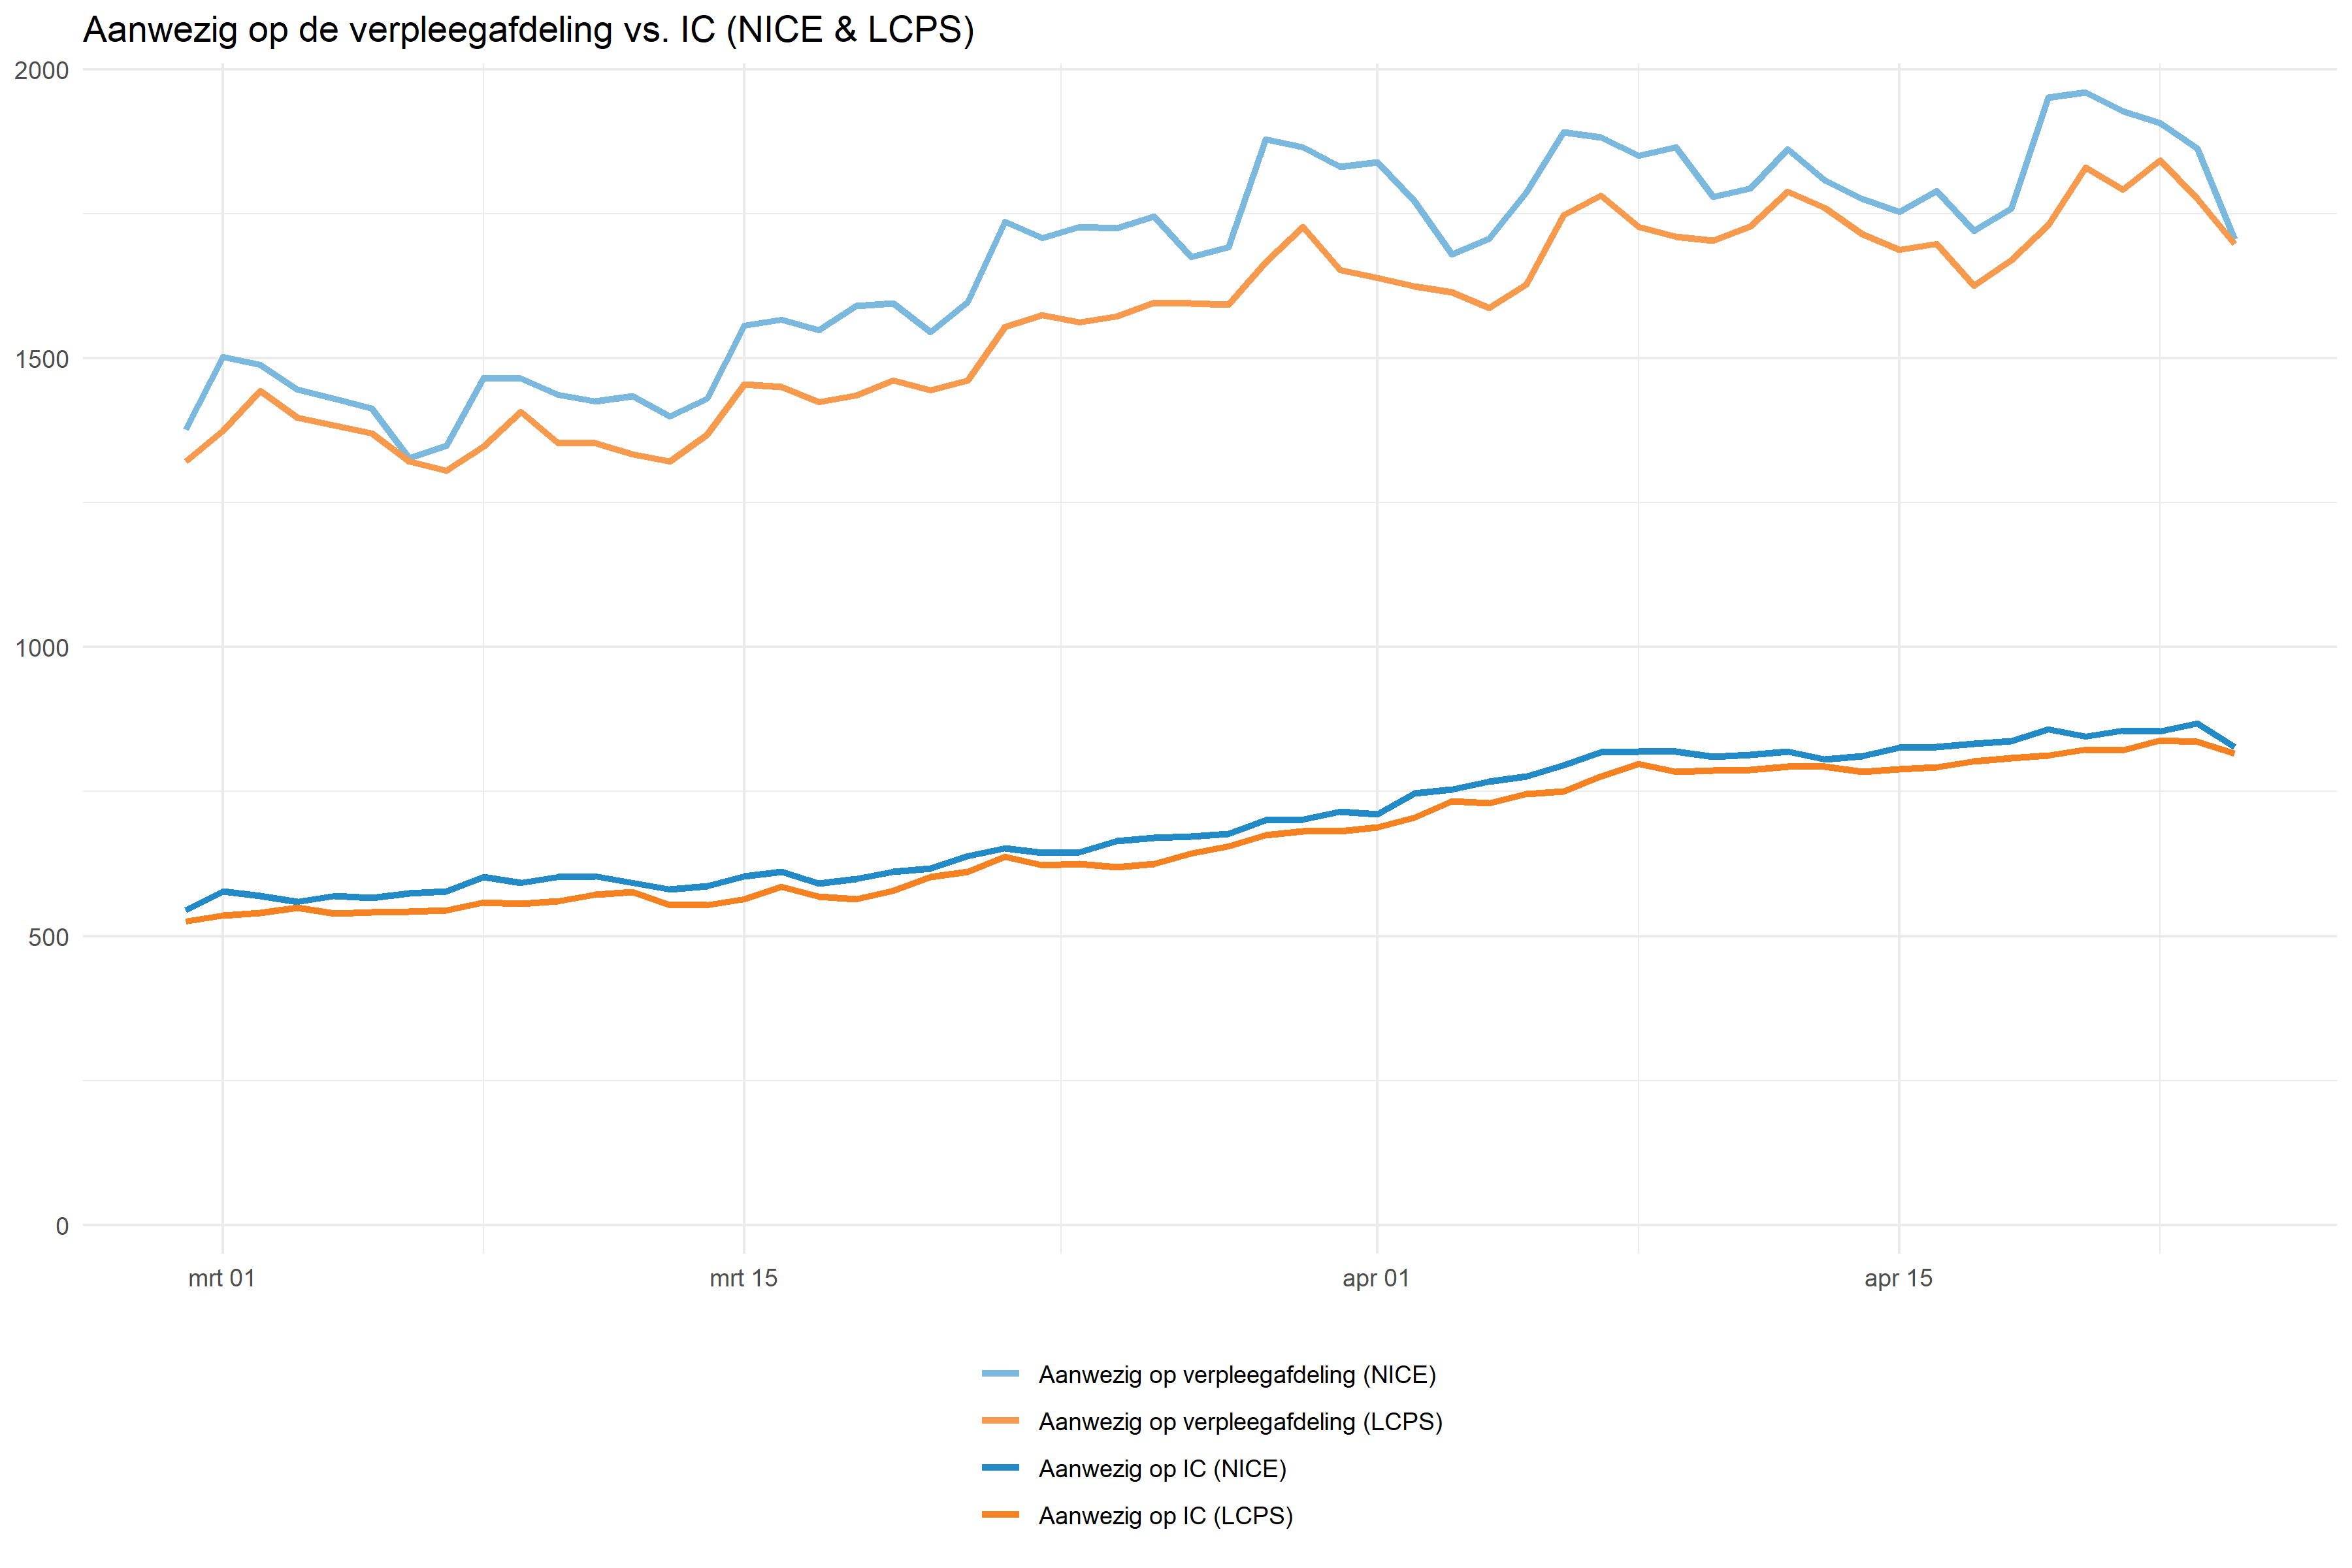 Aanwezig op de verpleegafdeling vs. IC (NICE & LCPS)
2000
1500
1000
500
0
mrt 01 mrt 15 apr 01 apr 15
Aanwezig op verpleegafdeling (NICE)
Aanwezig op verpleegafdeling (LCPS)
Aanwezig op IC (NICE)
Aanwezig op IC (LCPS)